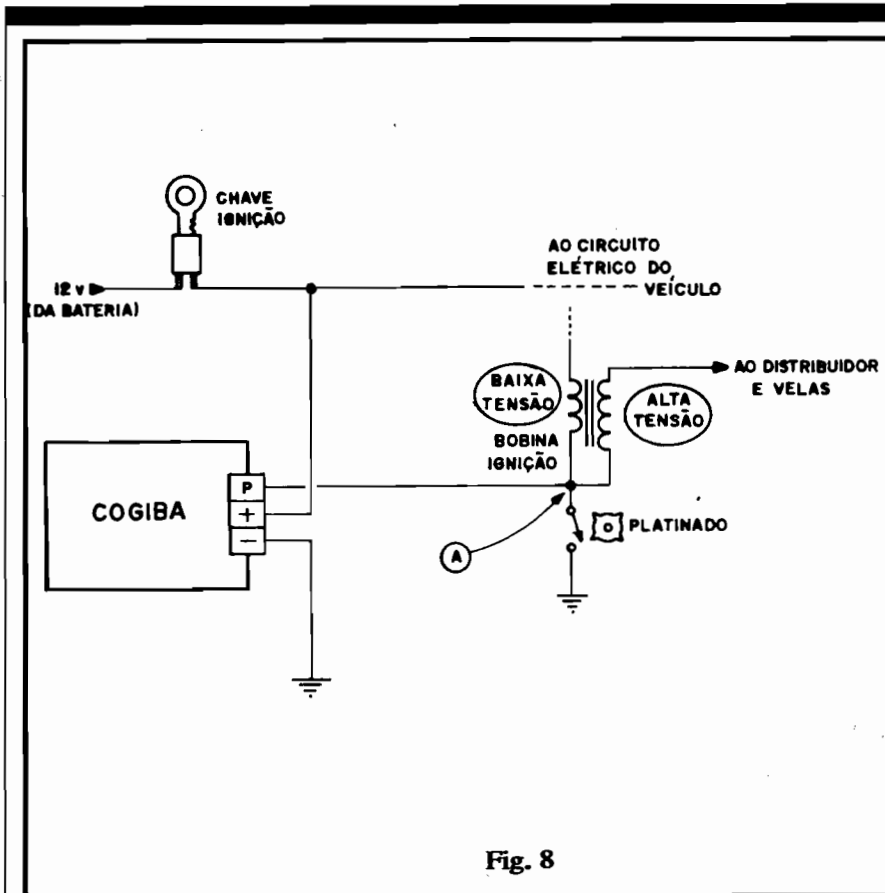 CHAVE
IGNIÇÃO
12 v
(DA BATERIA)
AO CIRCUITO
ELÉTRICO DO
VEÍCULO
BAIXA
TENSÃO
ALTA
TENSÃO
AO DISTRIBUIDOR
E VELAS
BOBINA
IGNIÇÃO
COGIBA
P
+
−
PLATINADO
A
Fig. 8